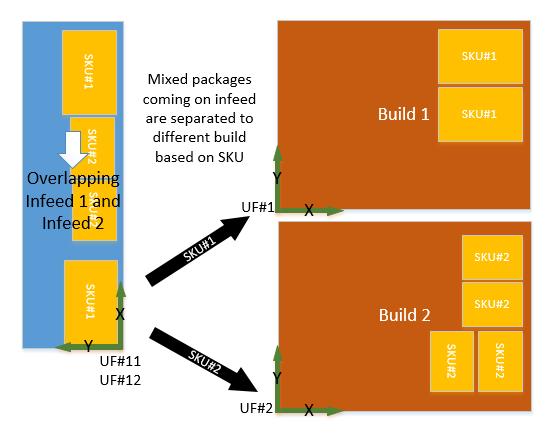 SKU#1
SKU#2
Overlapping
Infeed 1 and
Infeed 2
SKU#1
X
Y
UF#11
UF#12
Mixed packages
coming on infeed
are separated to
different build
based on SKU
SKU#1
SKU#2
SKU#1
Build 1
SKU#1
Y
UF#1
X
SKU#2
SKU#2
Build 2
SKU#2
SKU#2
Y
UF#2
X